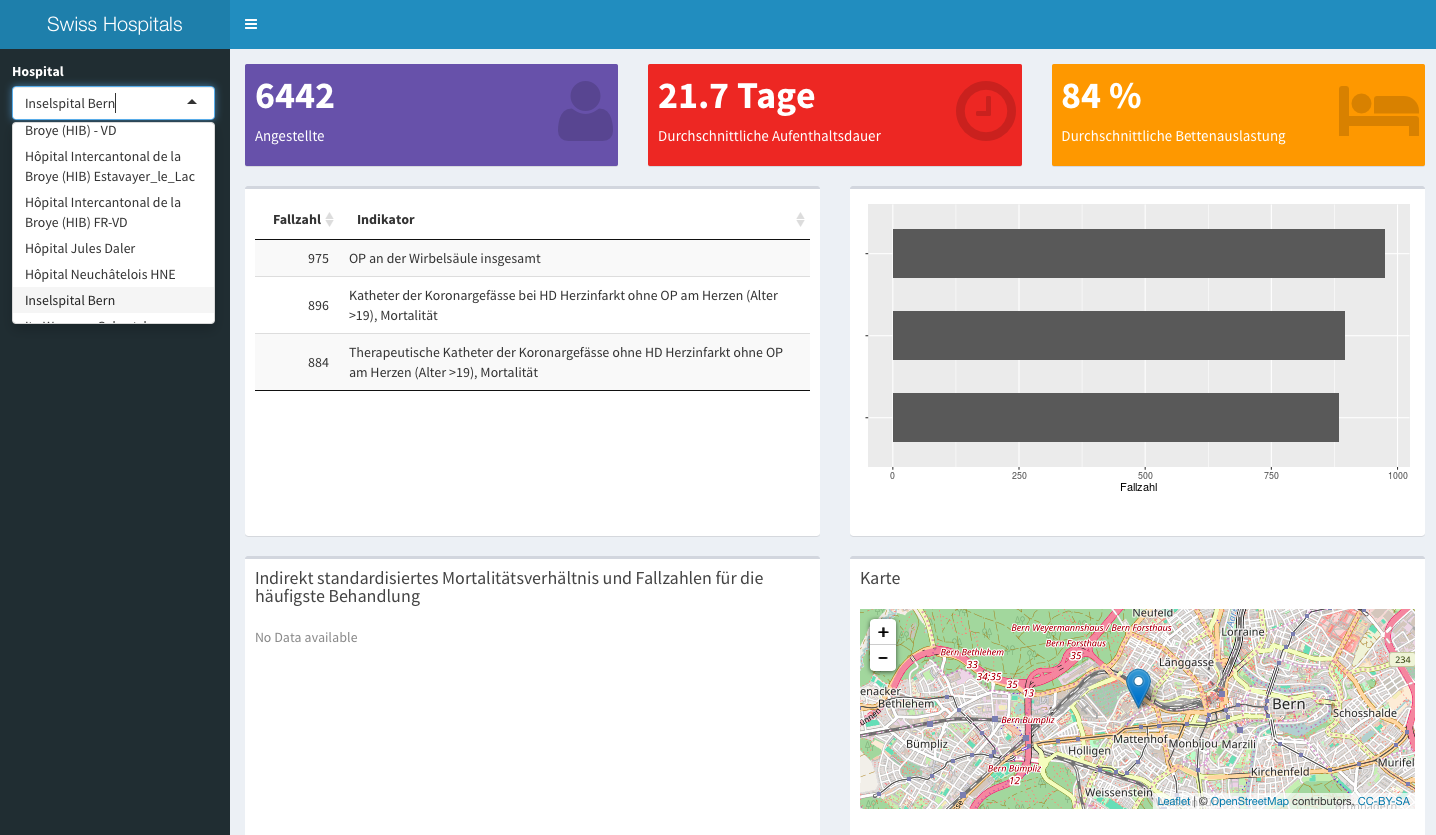 Swiss Hospitals
Hospital
Inselspital Bern
Broye (HIB) - VD
Hôpital Intercantonal de la
Broye (HIB) Estavayer_le_Lac
Hôpital Intercantonal de la
Broye (HIB) FR-VD
Hôpital Jules Daler
Hôpital Neuchâtelois HNE
Inselspital Bern
6442
Angestellte
21.7 Tage
Durchschnittliche Aufenthaltsdauer
84 %
Durchschnittliche Bettenauslastung
Fallzahl Indikator
975 OP an der Wirbelsäule insgesamt
896 Katheter der Koronargefässe bei HD Herzinfarkt ohne OP am Herzen (Alter
>19), Mortalität
884 Therapeutische Katheter der Koronargefässe ohne HD Herzinfarkt ohne OP
am Herzen (Alter >19), Mortalität
0 250 500 750 1000
Fallzahl
Indirekt standardisiertes Mortalitätsverhältnis und Fallzahlen für die
häufigste Behandlung
No Data available
Karte
+
−
Neufeld
Bern Weyermannshaus / Bern Forsthaus
Lorraine
Bern Forsthaus
35
Bern Bethlehem
33
34;35
Länggasse
234
35
13
enacker
Bethlehem
Bern
Schosshalde
Bern Bümpliz
Bümpliz
Mattenhof
Monbijou
Marzili
Holligen
Murifel
Bern Bümpliz
12
Kirchenfeld
Weissenstein
Leaflet | © OpenStreetMap contributors, CC-BY-SA